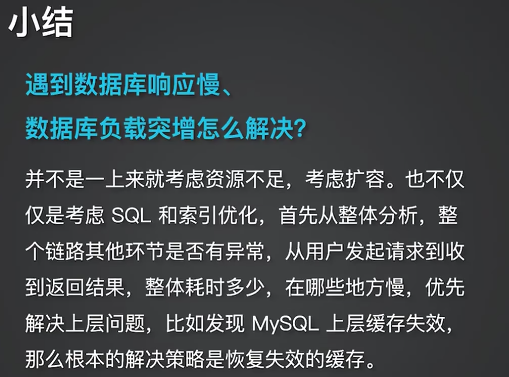 小结
遇到数据库响应慢、
数据库负载突增怎么解决？
并不是一上来就考虑资源不足，考虑扩容。也不仅
仅是考虑 SQL 和索引优化，首先从整体分析，整
个链路其他环节是否有异常，从用户发起请求到收
到返回结果，整体耗时多少，在哪些地方慢，优先
解决上层问题，比如发现 MySQL 上层缓存失效，
那么根本的解决策略是恢复失效的缓存。